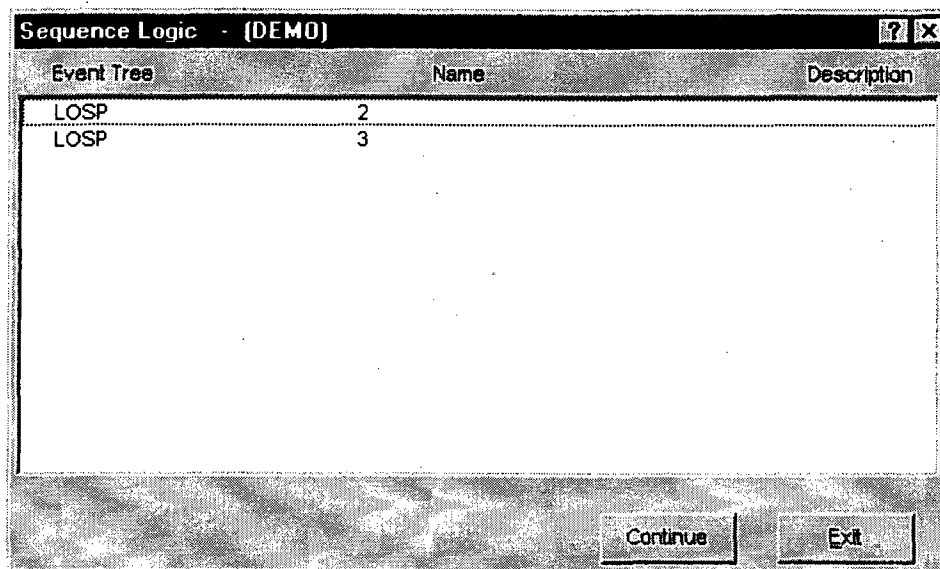 Sequence Logic - (DEMO)
Event Tree Name Description
LOSP 2
LOSP 3
Continue Exit